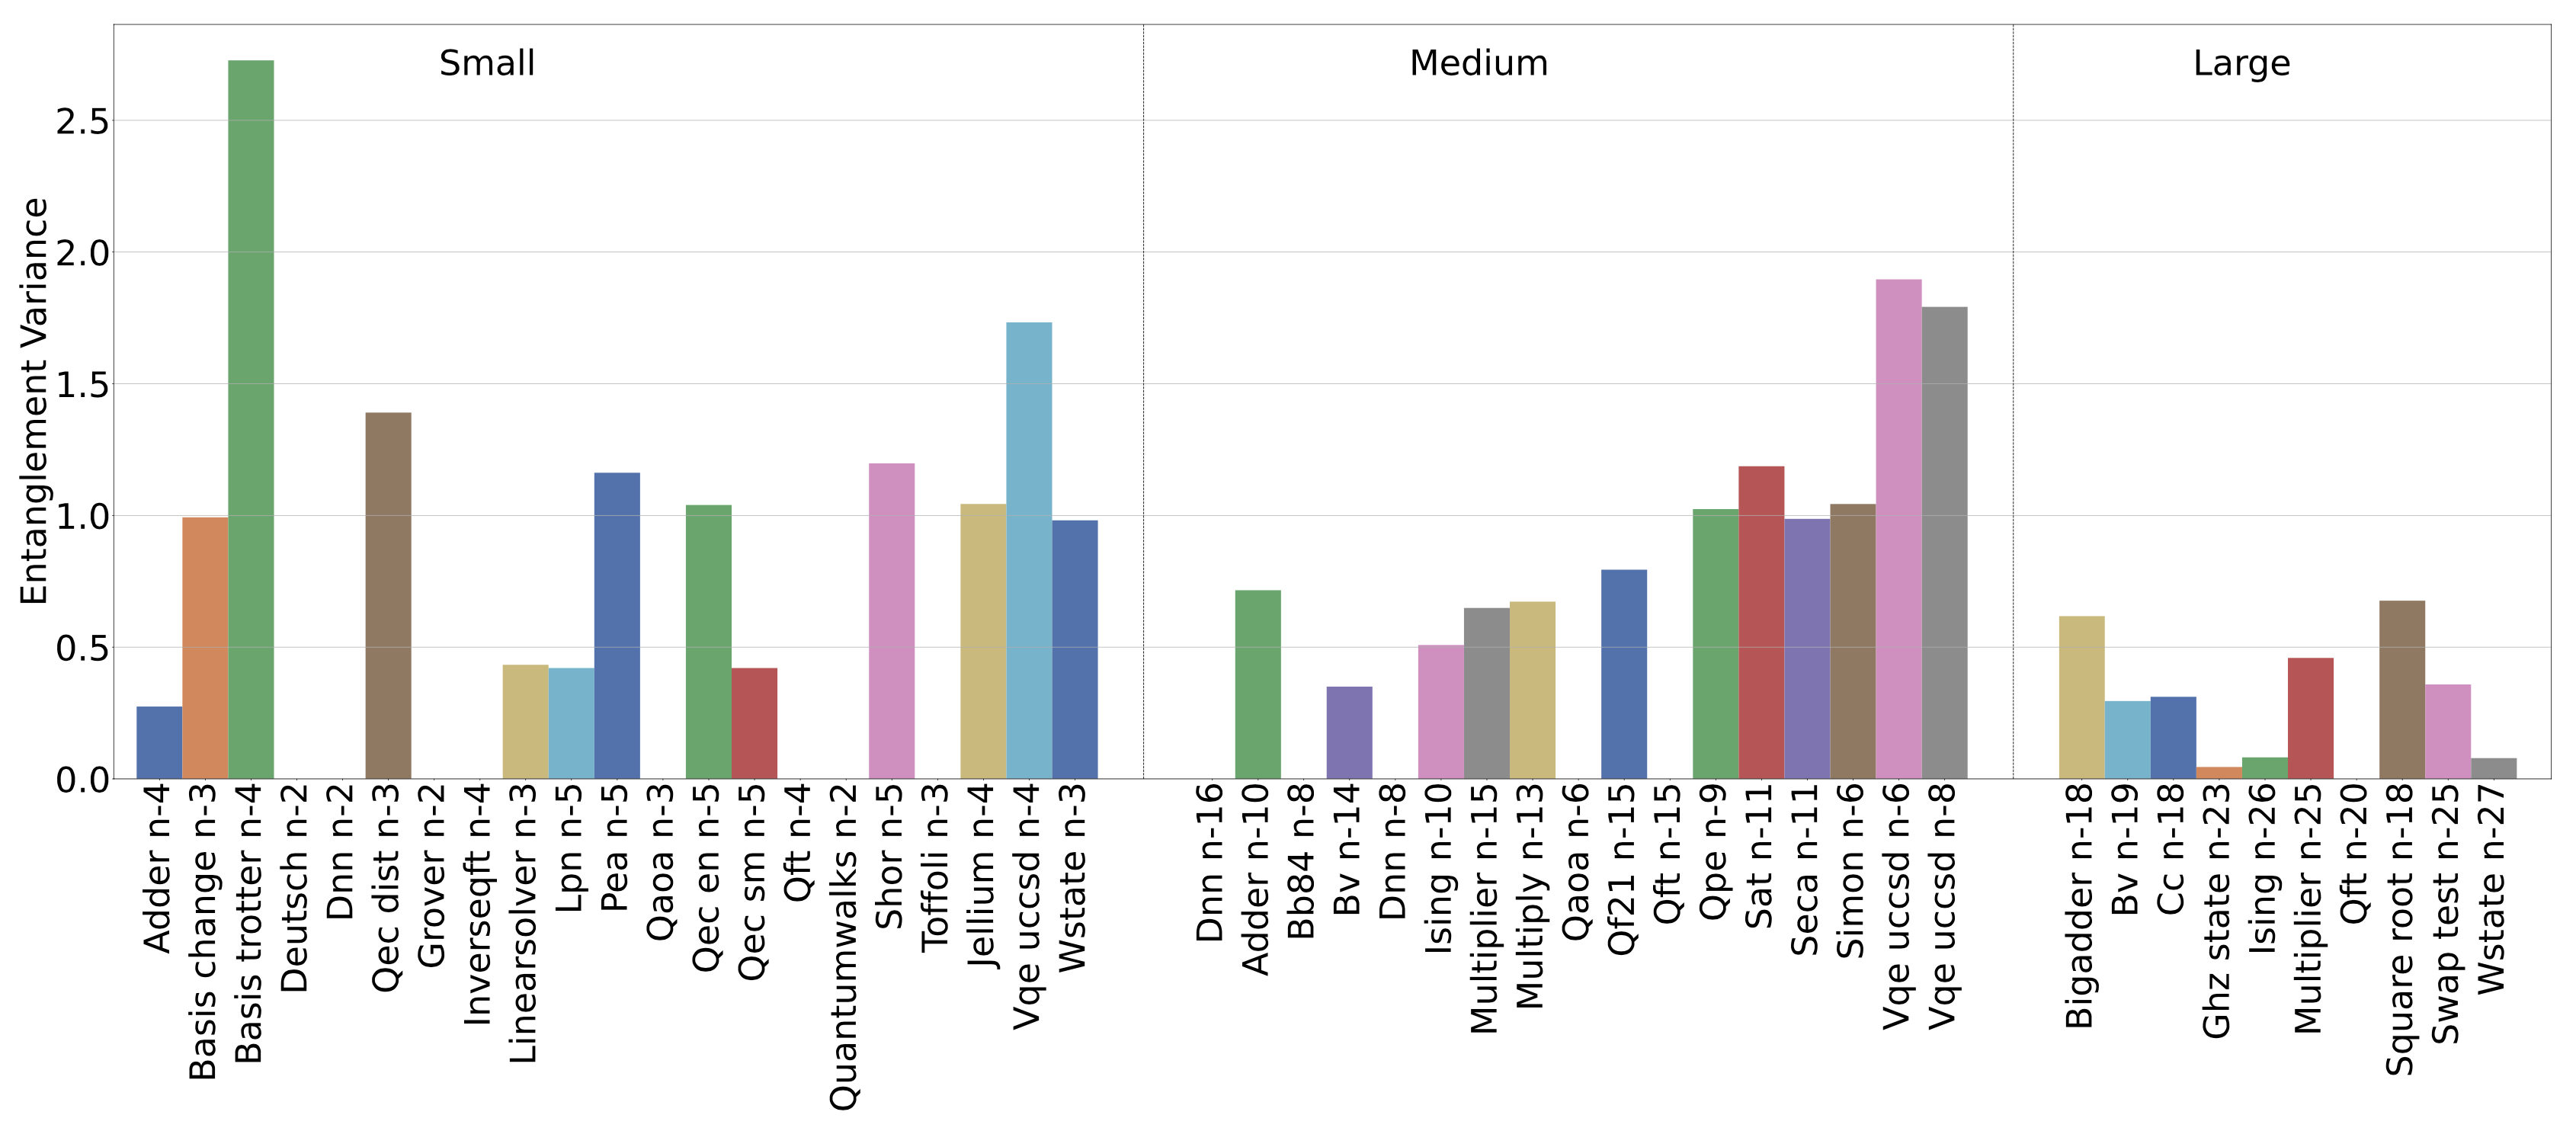 Small
Medium
Large
Entanglement Variance
2.5
2.0
1.5
1.0
0.5
0.0
Adder n-4
Basis change n-3
Basis trotter n-4
Deutsch n-2
Dnn n-2
Qec dist n-3
Grover n-2
Inverseqft n-4
Linearsolver n-3
Lpn n-5
Pea n-5
Qaoa n-3
Qec en n-5
Qec sm n-5
Qft n-4
Quantumwalks n-2
Shor n-5
Toffoli n-3
Jellium n-4
Vqe uccsd n-4
Wstate n-3
Dnn n-16
Adder n-10
Bb84 n-8
Bv n-14
Dnn n-8
Ising n-10
Multiplier n-15
Multiply n-13
Qaoa n-6
Qf21 n-15
Qft n-15
Qpe n-9
Sat n-11
Seca n-11
Simon n-6
Vqe uccsd n-6
Vqe uccsd n-8
Bigadder n-18
Bv n-19
Cc n-18
Ghz state n-23
Ising n-26
Multiplier n-25
Qft n-20
Square root n-18
Swap test n-25
Wstate n-27